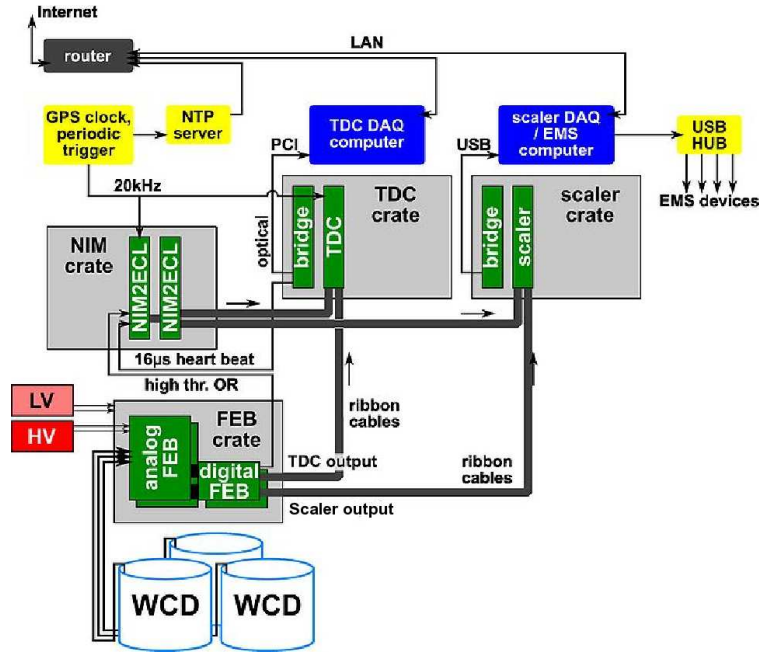 Internet
router
LAN
GPS clock,
periodic
trigger
NTP
server
TDC DAQ
computer
scaler DAQ
/ EMS
computer
USB
HUB
PCI
USB
EMS devices
20kHz
optical
TDC
crate
bridge
TDC
scaler
crate
bridge
scaler
NIM
crate
NIM2ECL
NIM2ECL
16µs heart beat
high thr. OR
LV
HV
FEB
crate
analog
FEB
digital
FEB
ribbon
cables
TDC output
ribbon
cables
Scaler output
WCD
WCD